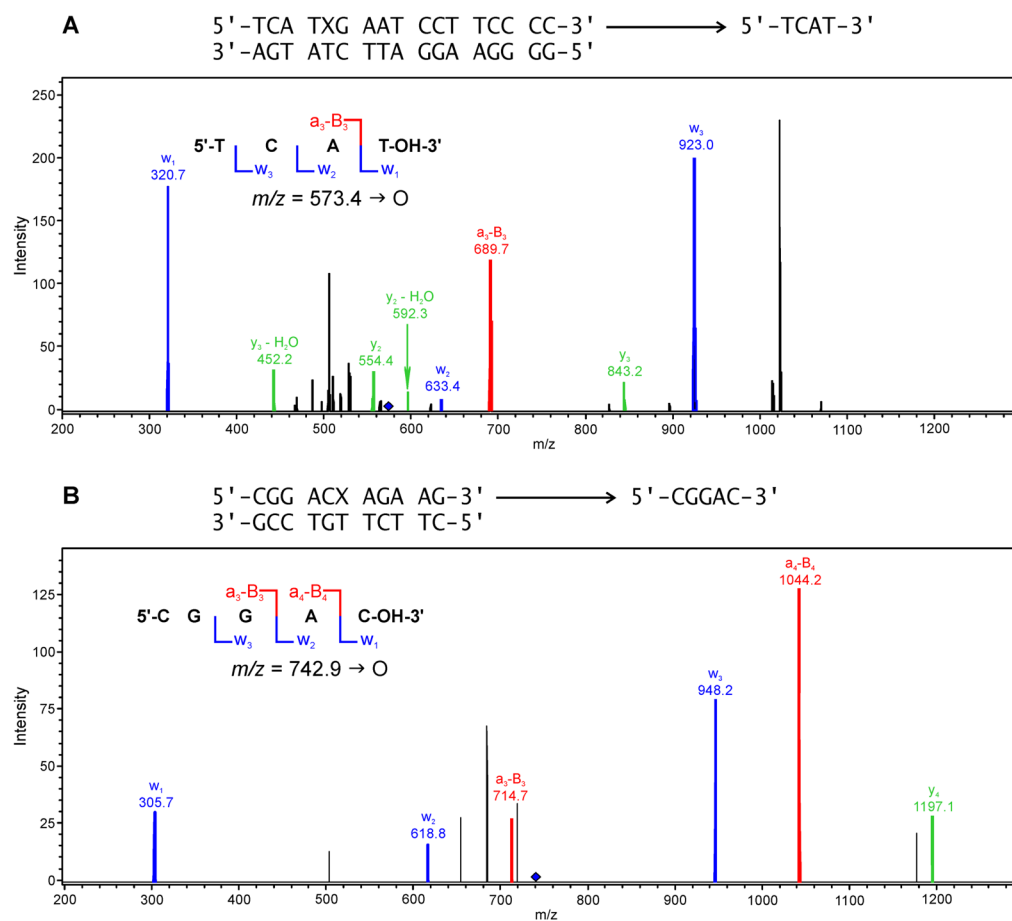 A
5'-TCA TXG AAT CCT TCC CC-3' → 5'-TCAT-3'
3'-AGT ATC TTA GGA AGG GG-5'
250
200
150
100
50
0
Intensity
a₃-B₃
5'-T C A T-OH-3'
w₃ w₂ w₁
m/z = 573.4 → O
w₁
320.7
y₃ - H₂O
452.2
y₂
554.4
y₂ - H₂O
592.3
w₂
633.4
a₃-B₃
689.7
y₃
843.2
w₃
923.0
200 300 400 500 600 700 800 900 1000 1100 1200
m/z
B
5'-CGG ACX AGA AG-3' → 5'-CGGAC-3'
3'-GCC TGT TCT TC-5'
125
100
75
50
25
0
Intensity
a₃-B₃ a₄-B₄
5'-C G G A C-OH-3'
w₃ w₂ w₁
m/z = 742.9 → O
w₁
305.7
w₂
618.8
a₃-B₃
714.7
w₃
948.2
a₄-B₄
1044.2
y₄
1197.1
200 300 400 500 600 700 800 900 1000 1100 1200
m/z